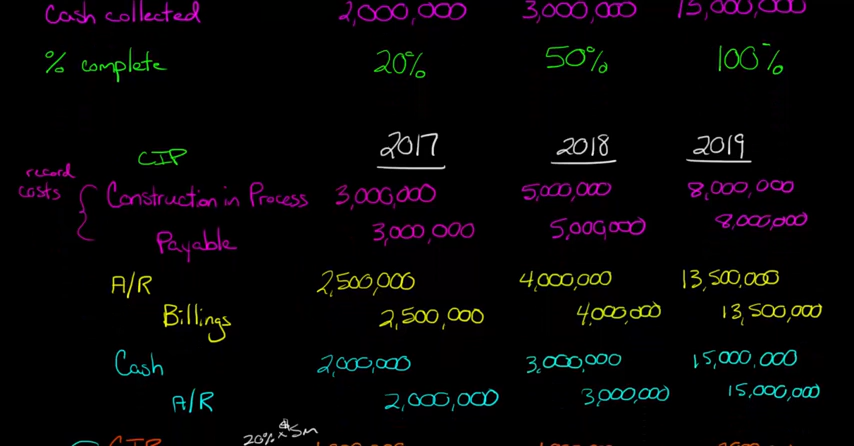 Cash collected 2,000,000 3,000,000 15,000,000
% complete 20% 50% 100%
CIP 2017 2018 2019
record costs
Construction in Process 3,000,000 5,000,000 8,000,000
Payable 3,000,000 5,000,000 8,000,000
A/R 2,500,000 4,000,000 13,500,000
Billings 2,500,000 4,000,000 13,500,000
Cash 2,000,000 3,000,000 15,000,000
A/R 2,000,000 3,000,000 15,000,000
20% x $5m
CIP